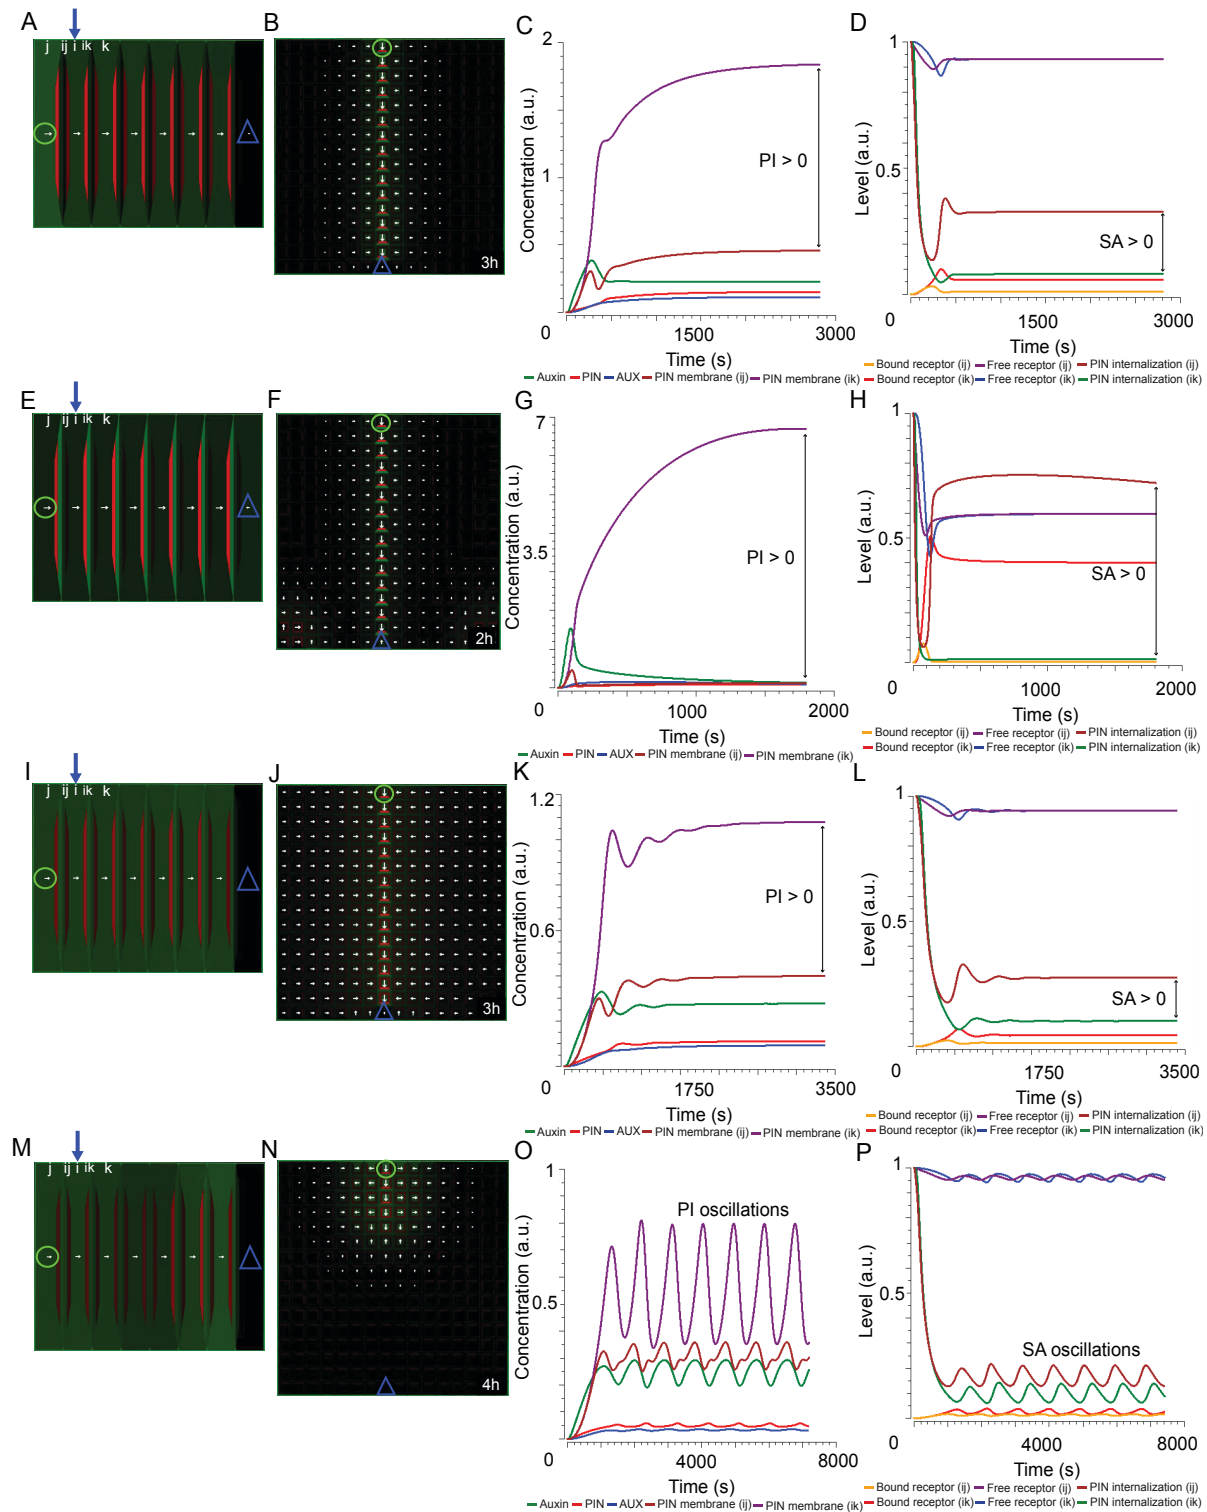 A
j ij i ik k
B
3h
C
2
1
0
1500
3000
Concentration (a.u.)
PI > 0
Time (s)
Auxin PIN AUX PIN membrane (ij) PIN membrane (ik)
D
1
0.5
0
1500
3000
Level (a.u.)
SA > 0
Time (s)
Bound receptor (ij) Free receptor (ij) PIN internalization (ij)
Bound receptor (ik) Free receptor (ik) PIN internalization (ik)
E
j ij i ik k
F
2h
G
7
3.5
0
1000
2000
Concentration (a.u.)
PI > 0
Time (s)
Auxin PIN AUX PIN membrane (ij) PIN membrane (ik)
H
1
0.5
0
1000
2000
Level (a.u.)
SA > 0
Time (s)
Bound receptor (ij) Free receptor (ij) PIN internalization (ij)
Bound receptor (ik) Free receptor (ik) PIN internalization (ik)
I
j ij i ik k
J
3h
K
1.2
0.6
0
1750
3500
Concentration (a.u.)
PI > 0
Time (s)
Auxin PIN AUX PIN membrane (ij) PIN membrane (ik)
L
1
0.5
0
1750
3500
Level (a.u.)
SA > 0
Time (s)
Bound receptor (ij) Free receptor (ij) PIN internalization (ij)
Bound receptor (ik) Free receptor (ik) PIN internalization (ik)
M
j ij i ik k
N
4h
O
1
0.5
0
4000
8000
Concentration (a.u.)
PI oscillations
Time (s)
Auxin PIN AUX PIN membrane (ij) PIN membrane (ik)
P
1
0.5
0
4000
8000
Level (a.u.)
SA oscillations
Time (s)
Bound receptor (ij) Free receptor (ij) PIN internalization (ij)
Bound receptor (ik) Free receptor (ik) PIN internalization (ik)